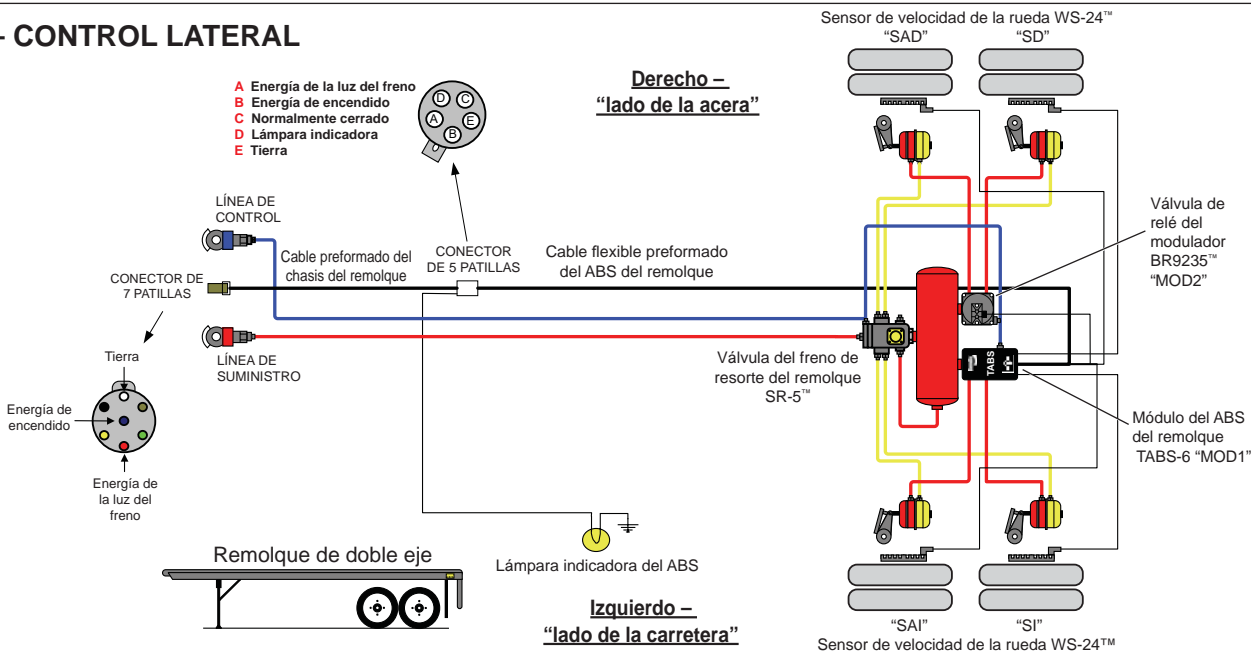 - CONTROL LATERAL
Sensor de velocidad de la rueda WS-24™
“SAD”
“SD”
Derecho –
“lado de la acera”
A Energía de la luz del freno
B Energía de encendido
C Normalmente cerrado
D Lámpara indicadora
E Tierra
D
C
A
E
B
LÍNEA DE
CONTROL
Cable preformado del
chasis del remolque
CONECTOR
DE 5 PATILLAS
Cable flexible preformado
del ABS del remolque
CONECTOR DE
7 PATILLAS
LÍNEA DE
SUMINISTRO
Válvula de
relé del
modulador
BR9235™
“MOD2”
Válvula del freno de
resorte del remolque
SR-5™
TABS
Módulo del ABS
del remolque
TABS-6 “MOD1”
Tierra
Energía de
encendido
Energía de
la luz del
freno
Remolque de doble eje
Lámpara indicadora del ABS
Izquierdo –
“lado de la carretera”
“SAI”
“SI”
Sensor de velocidad de la rueda WS-24™